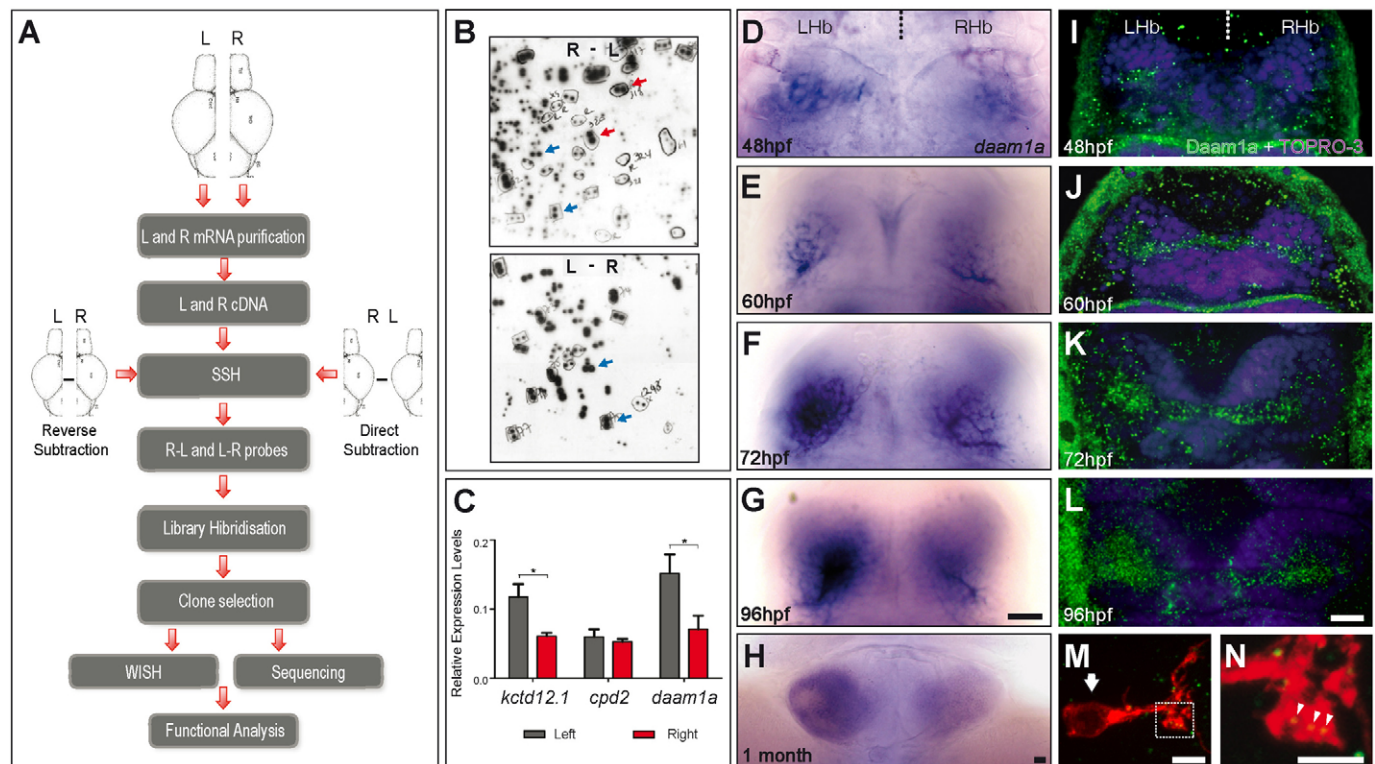 A
L R
L and R mRNA purification
L and R cDNA
L R
R L
SSH
Reverse
Subtraction
Direct
Subtraction
R-L and L-R probes
Library Hibridisation
Clone selection
WISH
Sequencing
Functional Analysis
B
R - L
L - R
C
Relative Expression Levels
0.2
0.1
0.0
*
*
kctd12.1
cpd2
daam1a
Left
Right
D
LHb
RHb
48hpf
daam1a
E
60hpf
F
72hpf
G
96hpf
H
1 month
I
LHb
RHb
48hpf
Daam1a + TOPRO-3
J
60hpf
K
72hpf
L
96hpf
M
N